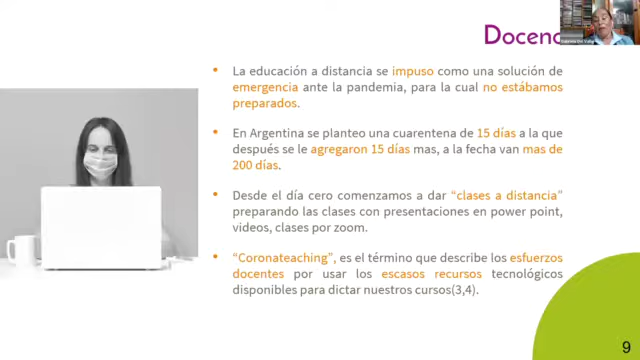 Docenc
• La educación a distancia se impuso como una solución de
emergencia ante la pandemia, para la cual no estábamos
preparados.
• En Argentina se planteo una cuarentena de 15 días a la que
después se le agregaron 15 días mas, a la fecha van mas de
200 días.
• Desde el día cero comenzamos a dar “clases a distancia”
preparando las clases con presentaciones en power point,
videos, clases por zoom.
• “Coronateaching”, es el término que describe los esfuerzos
docentes por usar los escasos recursos tecnológicos
disponibles para dictar nuestros cursos(3,4).
9